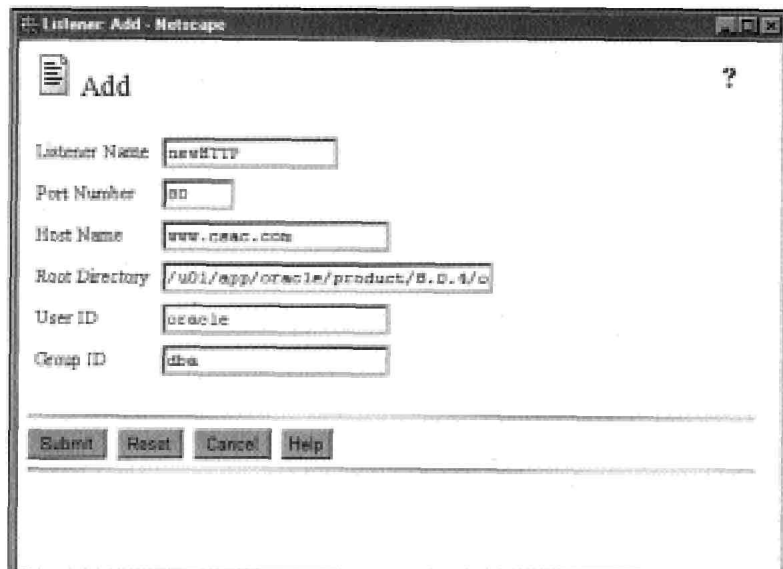 Listener: Add - Netscape
Add
?
Listener Name newHTTP
Port Number 80
Host Name www.csac.com
Root Directory /u01/app/oracle/product/8.0.4/o
User ID oracle
Group ID dba
Submit Reset Cancel Help